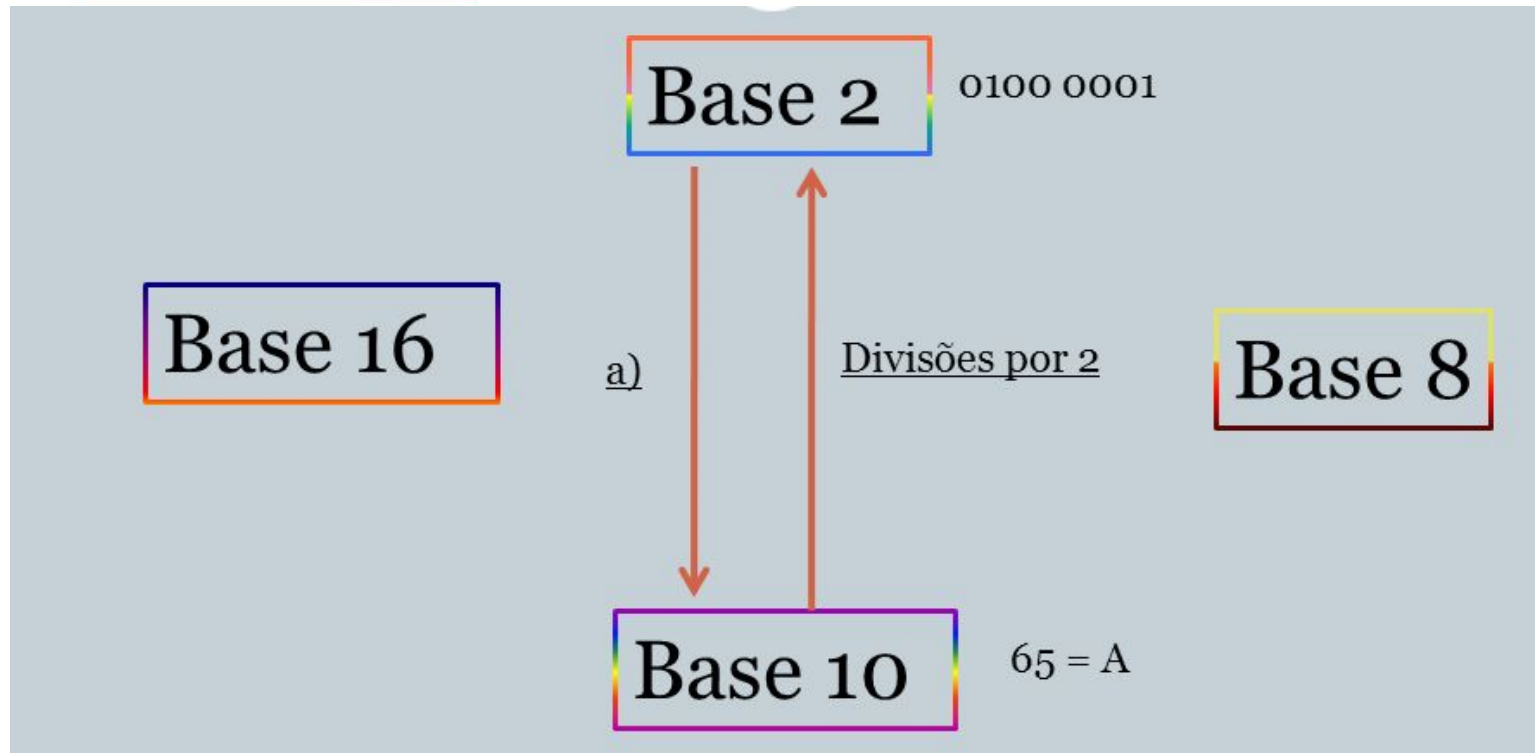 Base 2
0100 0001
Base 16
a)
Divisões por 2
Base 8
Base 10
65 = A